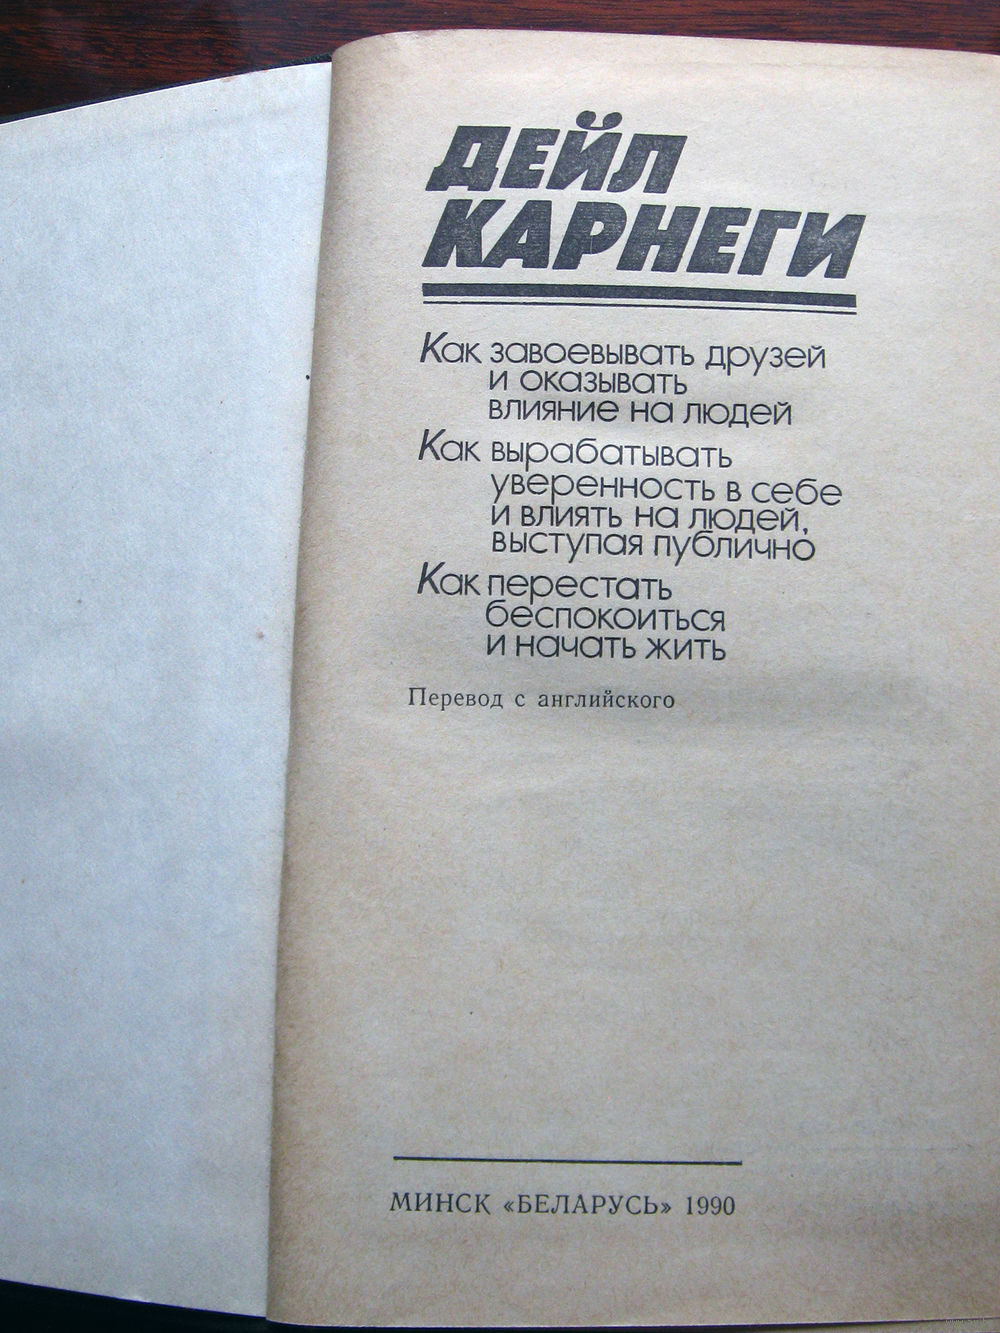 ДЕЙЛ
КАРНЕГИ
Как завоевывать друзей
и оказывать
влияние на людей
Как вырабатывать
уверенность в себе
и влиять на людей,
выступая публично
Как перестать
беспокоиться
и начать жить
Перевод с английского
МИНСК «БЕЛАРУСЬ» 1990